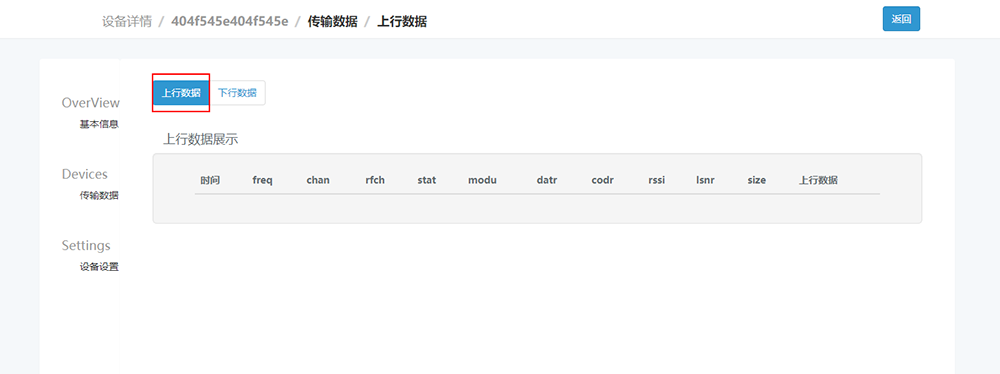 设备详情 / 404f545e404f545e / 传输数据 / 上行数据
返回
OverView
基本信息
Devices
传输数据
Settings
设备设置
上行数据 下行数据
上行数据展示
时间 freq chan rfch stat modu datr codr rssi lsnr size 上行数据